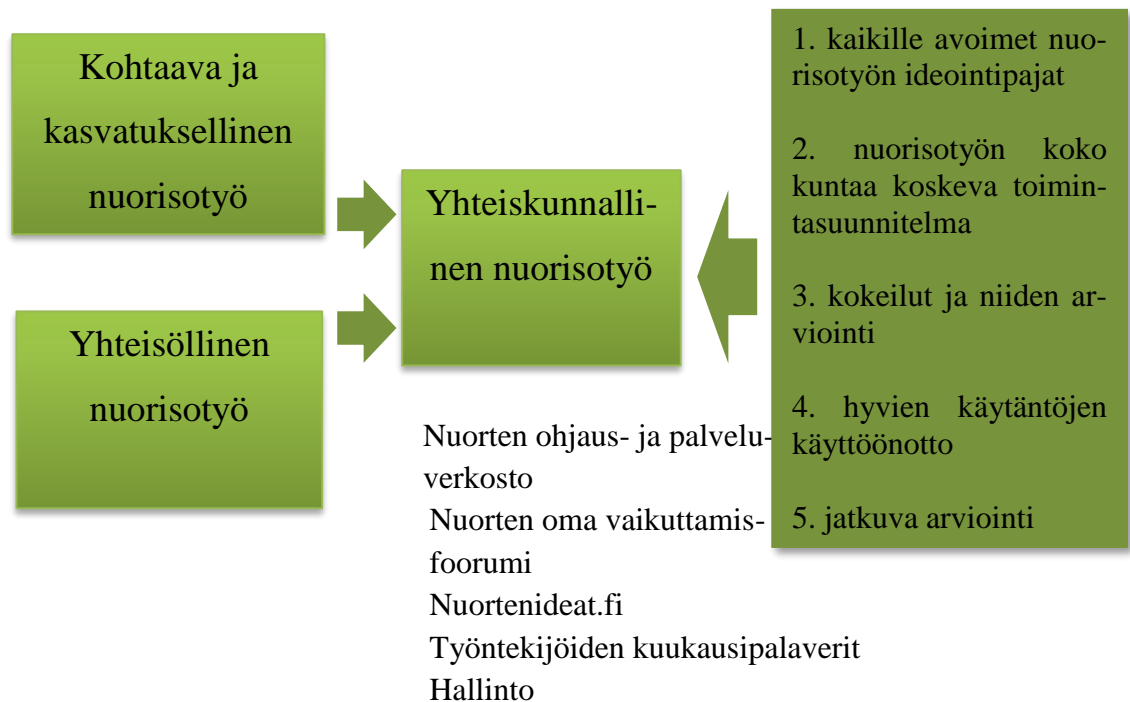 Kohtaava ja
kasvatuksellinen
nuorisotyö
Yhteisöllinen
nuorisotyö
Yhteiskunnalli-
nen nuorisotyö
Nuorten ohjaus- ja palvelu-
verkosto
Nuorten oma vaikuttamis-
foorumi
Nuortenideat.fi
Työntekijöiden kuukausipalaverit
Hallinto
1. kaikille avoimet nuo-
risotyön ideointipajat
2. nuorisotyön koko
kuntaa koskeva toimin-
tasuunnitelma
3. kokeilut ja niiden ar-
viointi
4. hyvien käytäntöjen
käyttöönotto
5. jatkuva arviointi